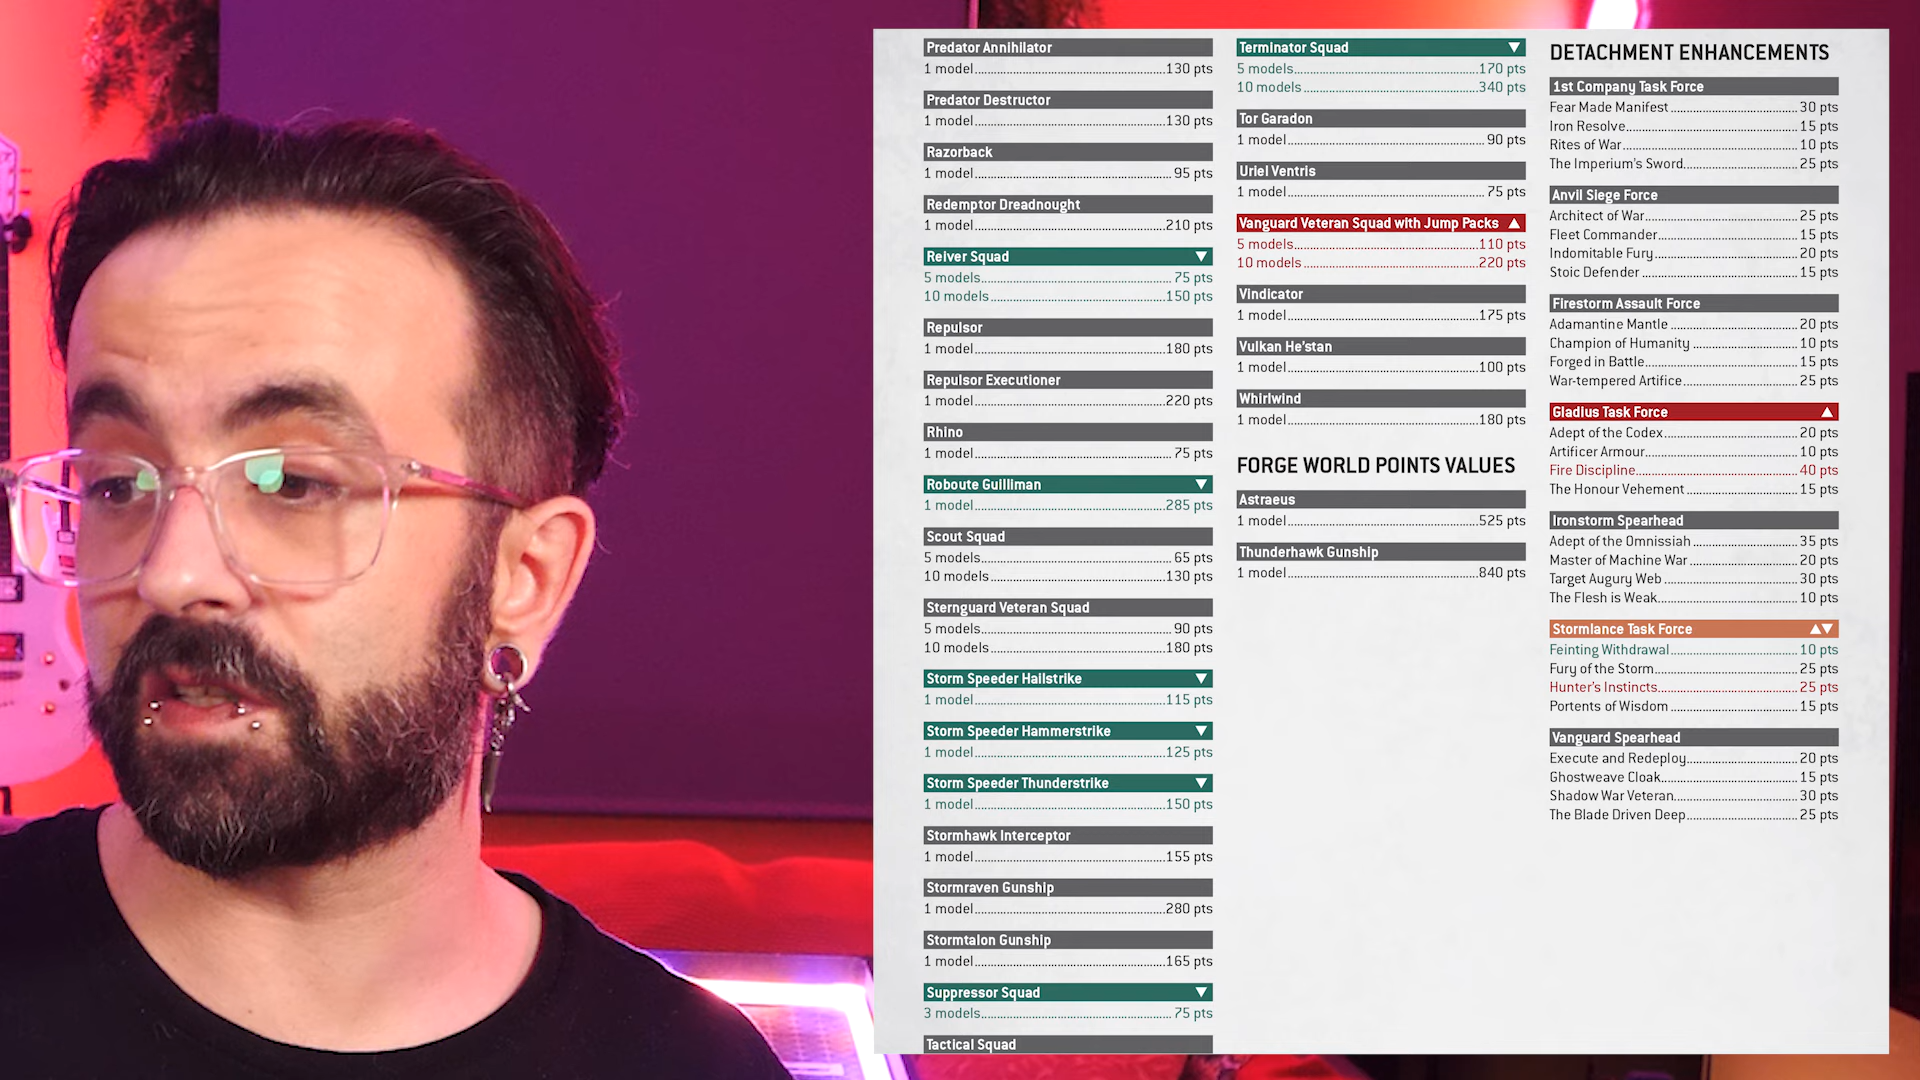 Predator Annihilator
1 model 130 pts
Predator Destructor
1 model 130 pts
Razorback
1 model 95 pts
Redemptor Dreadnought
1 model 210 pts
Reiver Squad ▼
5 models 75 pts
10 models 150 pts
Repulsor
1 model 180 pts
Repulsor Executioner
1 model 220 pts
Rhino
1 model 75 pts
Roboute Guilliman ▼
1 model 285 pts
Scout Squad
5 models 65 pts
10 models 130 pts
Sternguard Veteran Squad
5 models 90 pts
10 models 180 pts
Storm Speeder Hailstrike ▼
1 model 115 pts
Storm Speeder Hammerstrike ▼
1 model 125 pts
Storm Speeder Thunderstrike ▼
1 model 150 pts
Stormhawk Interceptor
1 model 155 pts
Stormraven Gunship
1 model 280 pts
Stormtalon Gunship
1 model 165 pts
Suppressor Squad ▼
3 models 75 pts
Tactical Squad
Terminator Squad ▼
5 models 170 pts
10 models 340 pts
Tor Garadon
1 model 90 pts
Uriel Ventris
1 model 75 pts
Vanguard Veteran Squad with Jump Packs ▲
5 models 110 pts
10 models 220 pts
Vindicator
1 model 175 pts
Vulkan He'stan
1 model 100 pts
Whirlwind
1 model 180 pts
FORGE WORLD POINTS VALUES
Astraeus
1 model 525 pts
Thunderhawk Gunship
1 model 840 pts
DETACHMENT ENHANCEMENTS
1st Company Task Force
Fear Made Manifest 30 pts
Iron Resolve 15 pts
Rites of War 10 pts
The Imperium's Sword 25 pts
Anvil Siege Force
Architect of War 25 pts
Fleet Commander 15 pts
Indomitable Fury 20 pts
Stoic Defender 15 pts
Firestorm Assault Force
Adamantine Mantle 20 pts
Champion of Humanity 10 pts
Forged in Battle 15 pts
War-tempered Artifice 25 pts
Gladius Task Force ▲
Adept of the Codex 20 pts
Artificer Armour 10 pts
Fire Discipline 40 pts
The Honour Vehement 15 pts
Ironstorm Spearhead
Adept of the Omnissiah 35 pts
Master of Machine War 20 pts
Target Augury Web 30 pts
The Flesh is Weak 10 pts
Stormlance Task Force ▲▼
Feinting Withdrawal 10 pts
Fury of the Storm 25 pts
Hunter's Instincts 25 pts
Portents of Wisdom 15 pts
Vanguard Spearhead
Execute and Redeploy 20 pts
Ghostweave Cloak 15 pts
Shadow War Veteran 30 pts
The Blade Driven Deep 25 pts